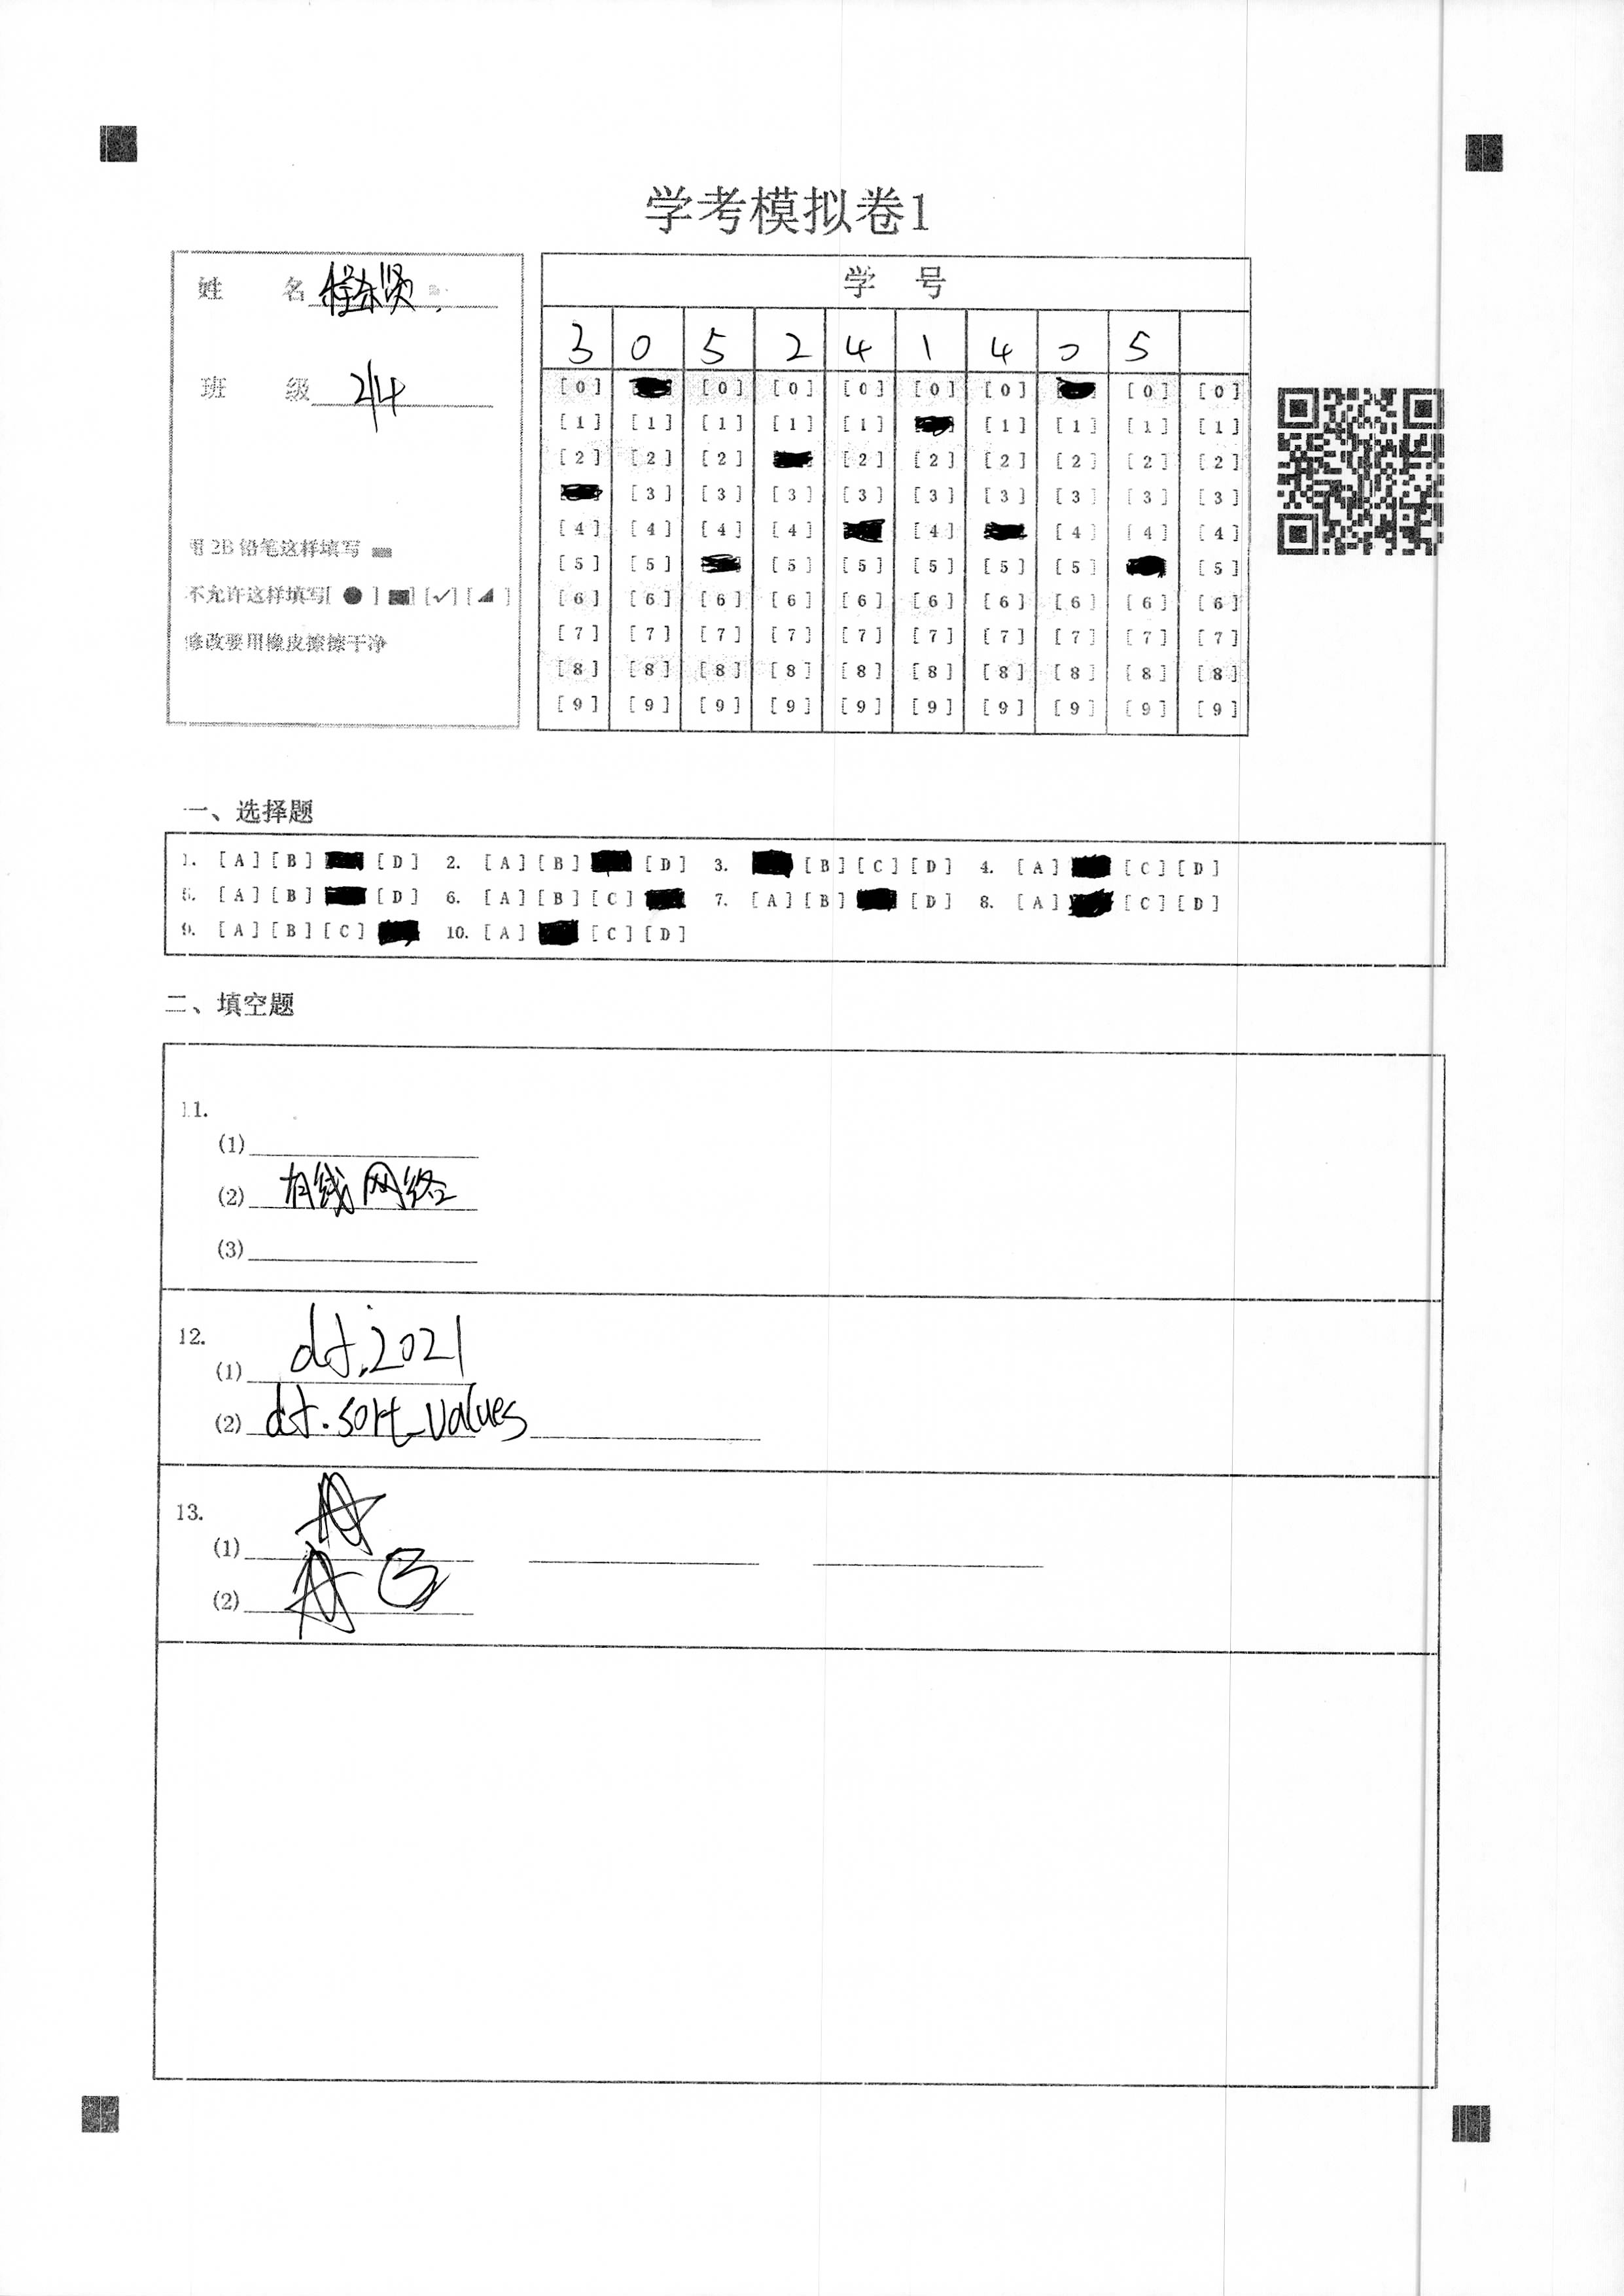 学考模拟卷1
姓 名 程东贤
班 级 214
用 2B 铅笔这样填写
不允许这样填写[ ● ] [■] [✓] [◢ ]
修改要用橡皮擦擦干净
学 号
3 0 5 2 4 1 4 0 5
[0] [0] [0] [0] [0] [0] [0] [0]
[1] [1] [1] [1] [1] [1] [1] [1] [1]
[2] [2] [2] [2] [2] [2] [2] [2] [2]
[3] [3] [3] [3] [3] [3] [3] [3] [3]
[4] [4] [4] [4] [4] [4] [4] [4]
[5] [5] [5] [5] [5] [5] [5] [5]
[6] [6] [6] [6] [6] [6] [6] [6] [6] [6]
[7] [7] [7] [7] [7] [7] [7] [7] [7] [7]
[8] [8] [8] [8] [8] [8] [8] [8] [8] [8]
[9] [9] [9] [9] [9] [9] [9] [9] [9] [9]
一、选择题
1. [A] [B] [D] 2. [A] [B] [D] 3. [B] [C] [D] 4. [A] [C] [D]
5. [A] [B] [D] 6. [A] [B] [C] 7. [A] [B] [D] 8. [A] [C] [D]
9. [A] [B] [C] 10. [A] [C] [D]
二、填空题
11.
(1)
(2) 有线网络
(3)
12.
(1) df.2021
(2) df.sort_values
13.
(1)
(2)